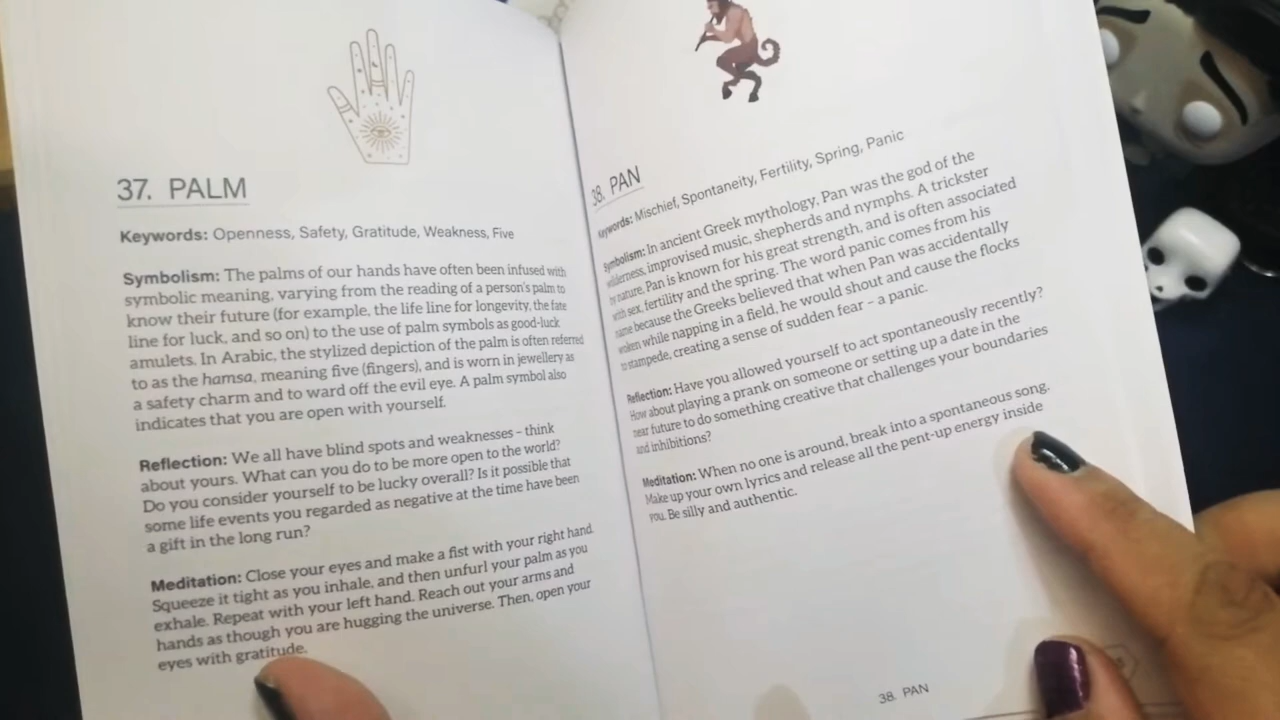 37. PALM
Keywords: Openness, Safety, Gratitude, Weakness, Five
Symbolism: The palms of our hands have often been infused with
symbolic meaning, varying from the reading of a person's palm to
know their future (for example, the life line for longevity, the fate
line for luck, and so on) to the use of palm symbols as good-luck
amulets. In Arabic, the stylized depiction of the palm is often referred
to as the hamsa, meaning five (fingers), and is worn in jewellery as
a safety charm and to ward off the evil eye. A palm symbol also
indicates that you are open with yourself.
Reflection: We all have blind spots and weaknesses – think
about yours. What can you do to be more open to the world?
Do you consider yourself to be lucky overall? Is it possible that
some life events you regarded as negative at the time have been
a gift in the long run?
Meditation: Close your eyes and make a fist with your right hand.
Squeeze it tight as you inhale, and then unfurl your palm as you
exhale. Repeat with your left hand. Reach out your arms and
hands as though you are hugging the universe. Then, open your
eyes with gratitude.
38. PAN
Keywords: Mischief, Spontaneity, Fertility, Spring, Panic
Symbolism: In ancient Greek mythology, Pan was the god of the
wilderness, improvised music, shepherds and nymphs. A trickster
by nature, Pan is known for his great strength, and is often associated
with sex, fertility and the spring. The word panic comes from his
name because the Greeks believed that when Pan was accidentally
woken while napping in a field, he would shout and cause the flocks
to stampede, creating a sense of sudden fear – a panic.
Reflection: Have you allowed yourself to act spontaneously recently?
How about playing a prank on someone or setting up a date in the
near future to do something creative that challenges your boundaries
and inhibitions?
Meditation: When no one is around, break into a spontaneous song.
Make up your own lyrics and release all the pent-up energy inside
you. Be silly and authentic.
38. PAN